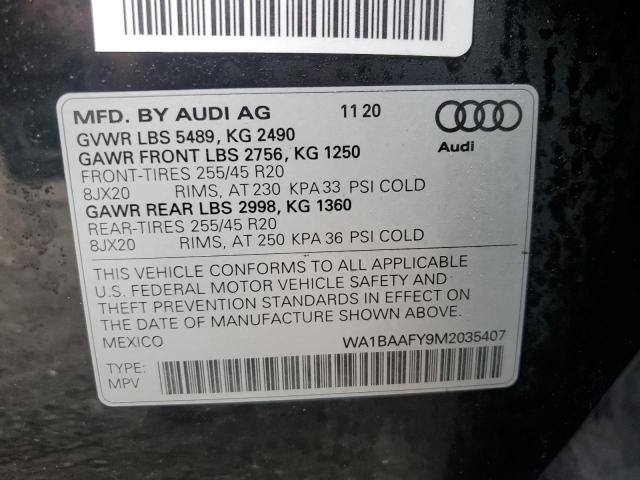 MFD. BY AUDI AG 11 20
GVWR LBS 5489, KG 2490
GAWR FRONT LBS 2756, KG 1250
FRONT-TIRES 255/45 R20
8JX20 RIMS, AT 230 KPA 33 PSI COLD
GAWR REAR LBS 2998, KG 1360
REAR-TIRES 255/45 R20
8JX20 RIMS, AT 250 KPA 36 PSI COLD
Audi
THIS VEHICLE CONFORMS TO ALL APPLICABLE
U.S. FEDERAL MOTOR VEHICLE SAFETY AND
THEFT PREVENTION STANDARDS IN EFFECT ON
THE DATE OF MANUFACTURE SHOWN ABOVE.
MEXICO WA1BAAFY9M2035407
TYPE:
MPV